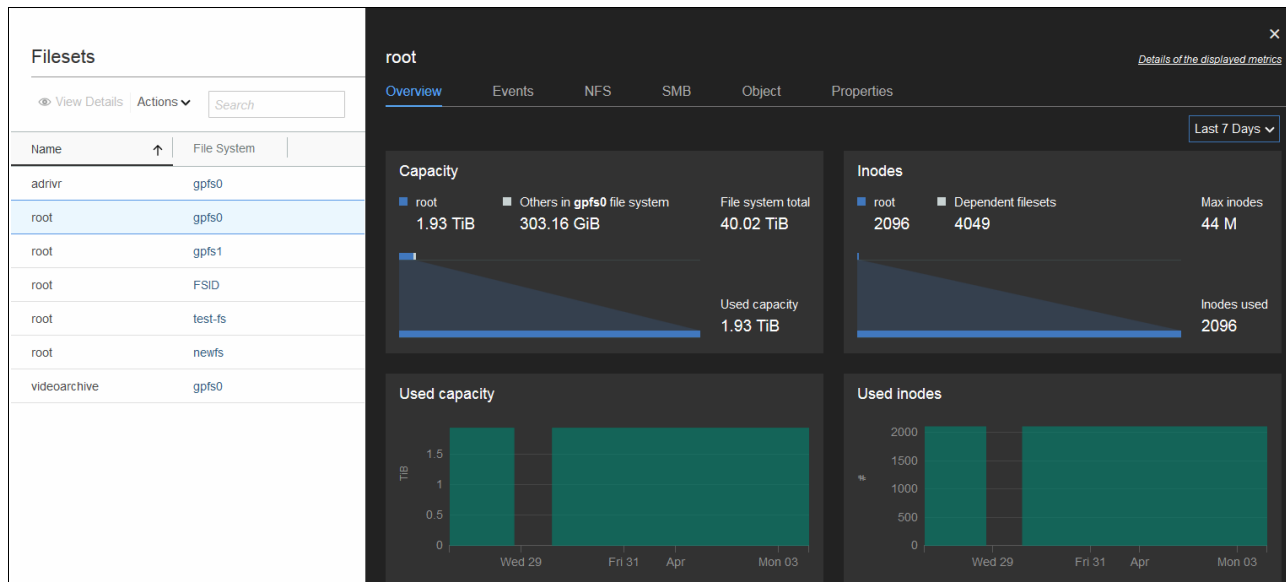 Filesets
View Details Actions Search
Name File System
adrivr gpfs0
root gpfs0
root gpfs1
root FSID
root test-fs
root newfs
videoarchive gpfs0
×
root
Details of the displayed metrics
Overview Events NFS SMB Object Properties
Last 7 Days
Capacity
root Others in gpfs0 file system File system total
1.93 TiB 303.16 GiB 40.02 TiB
Used capacity
1.93 TiB
Inodes
root Dependent filesets Max inodes
2096 4049 44 M
Inodes used
2096
Used capacity
TiB
1.5
1
0.5
0
Wed 29 Fri 31 Apr Mon 03
Used inodes
#
2000
1500
1000
500
0
Wed 29 Fri 31 Apr Mon 03